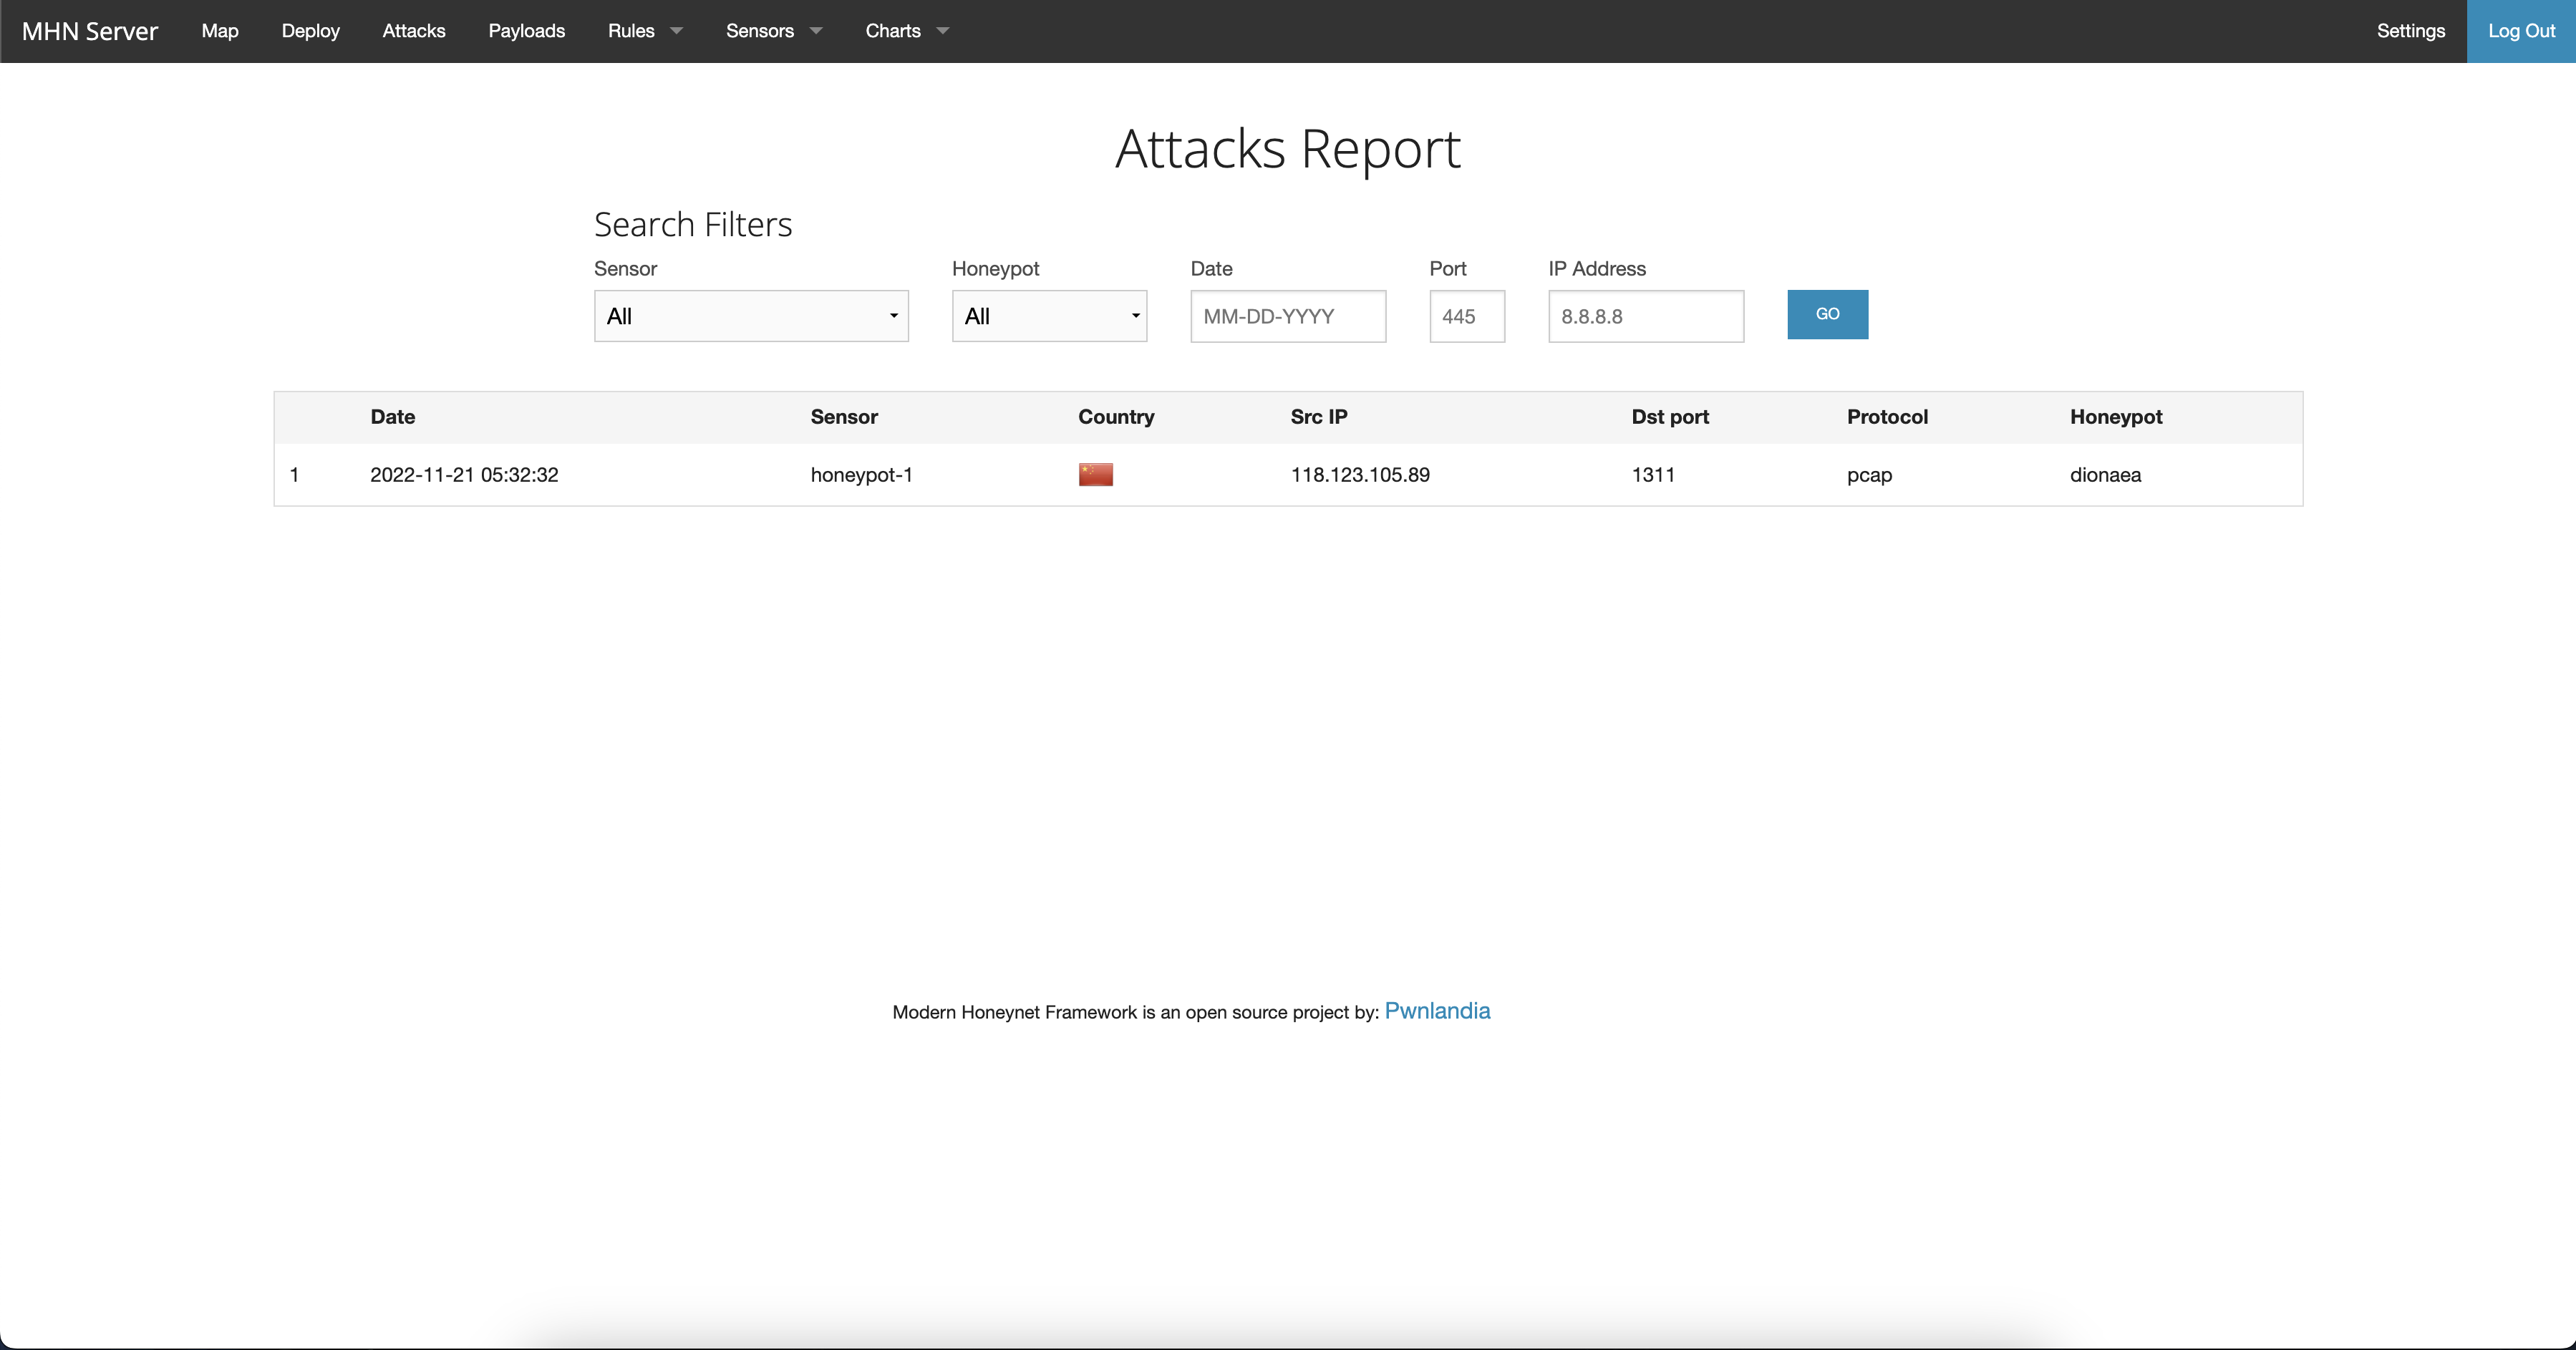 MHN Server Map Deploy Attacks Payloads Rules Sensors Charts Settings Log Out
Attacks Report
Search Filters
Sensor Honeypot Date Port IP Address
All All MM-DD-YYYY 445 8.8.8.8 GO
Date Sensor Country Src IP Dst port Protocol Honeypot
1 2022-11-21 05:32:32 honeypot-1 118.123.105.89 1311 pcap dionaea
Modern Honeynet Framework is an open source project by: Pwnlandia